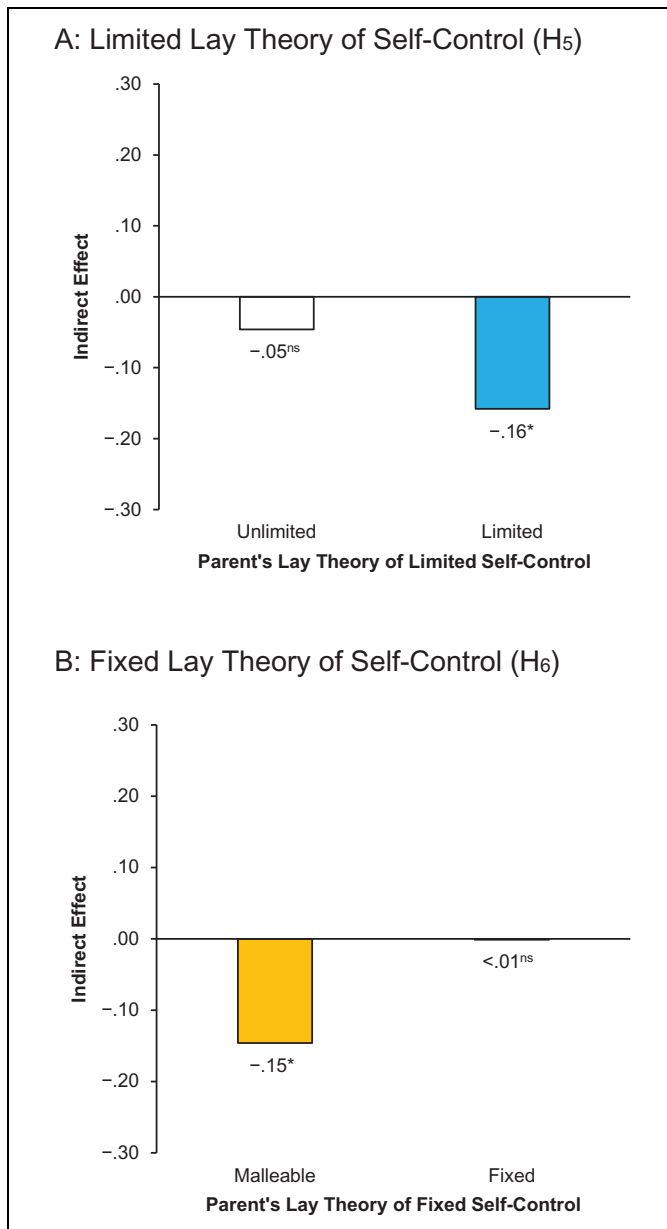 A: Limited Lay Theory of Self-Control (H₅)
.30
.20
.10
.00
−.10
−.20
−.30
Indirect Effect
−.05ⁿˢ
−.16*
Unlimited Limited
Parent's Lay Theory of Limited Self-Control
B: Fixed Lay Theory of Self-Control (H₆)
.30
.20
.10
.00
−.10
−.20
−.30
Indirect Effect
−.15*
<.01ⁿˢ
Malleable Fixed
Parent's Lay Theory of Fixed Self-Control